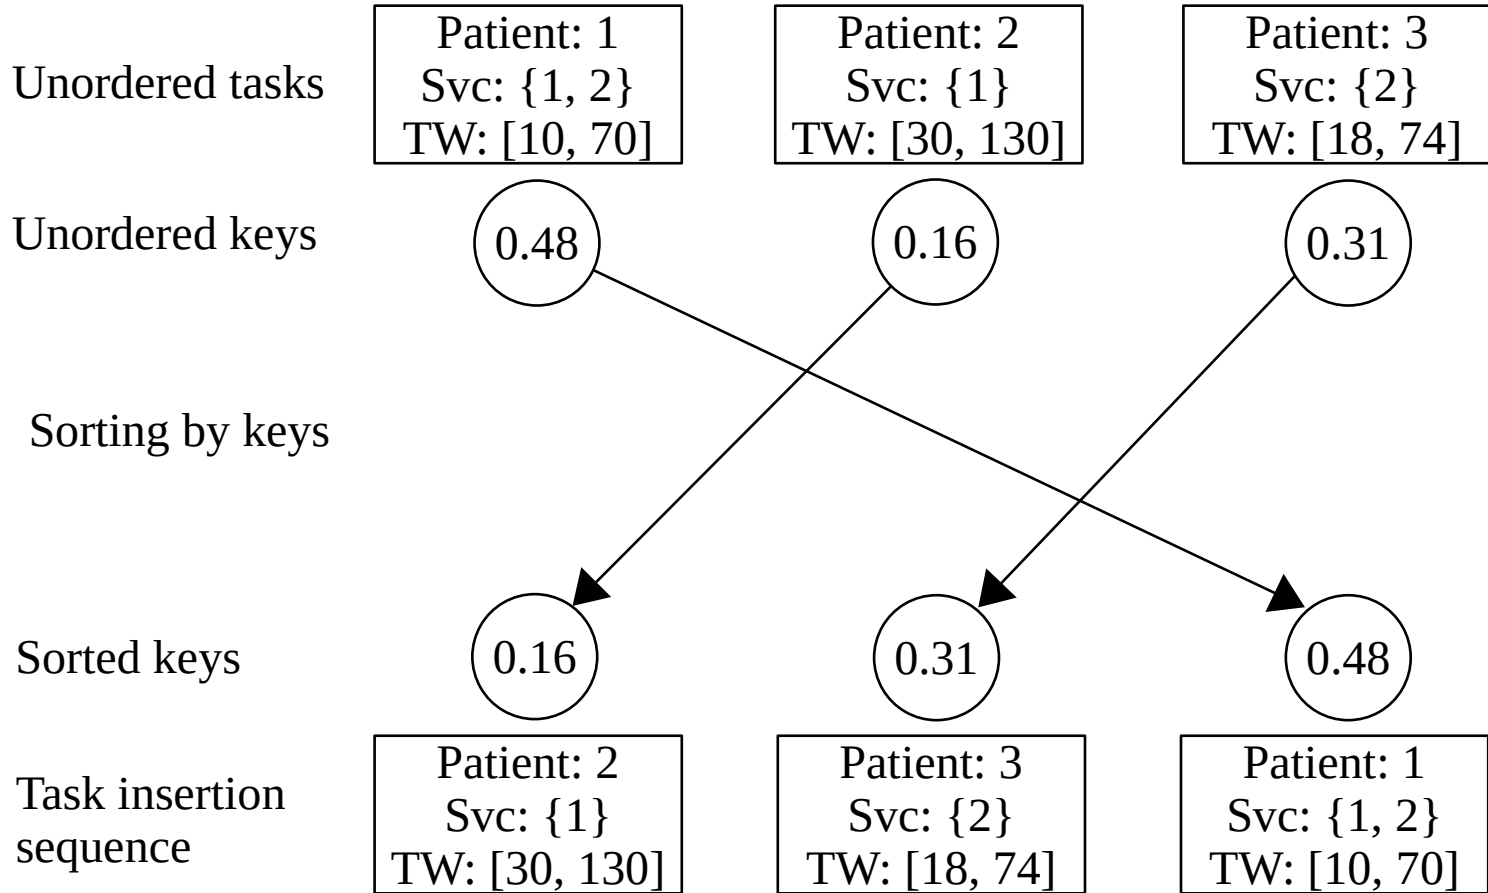 Unordered tasks
Patient: 1
Svc: {1, 2}
TW: [10, 70]
Patient: 2
Svc: {1}
TW: [30, 130]
Patient: 3
Svc: {2}
TW: [18, 74]
Unordered keys
0.48
0.16
0.31
Sorting by keys
Sorted keys
0.16
0.31
0.48
Task insertion
sequence
Patient: 2
Svc: {1}
TW: [30, 130]
Patient: 3
Svc: {2}
TW: [18, 74]
Patient: 1
Svc: {1, 2}
TW: [10, 70]